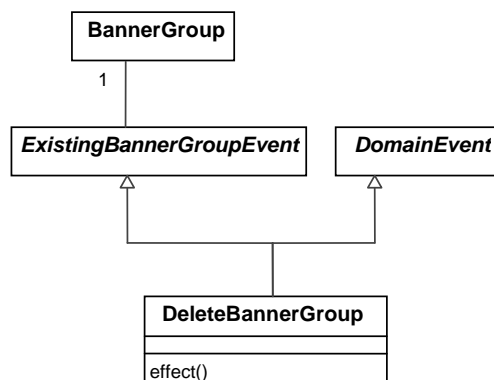 BannerGroup
1
ExistingBannerGroupEvent
DomainEvent
DeleteBannerGroup
effect()